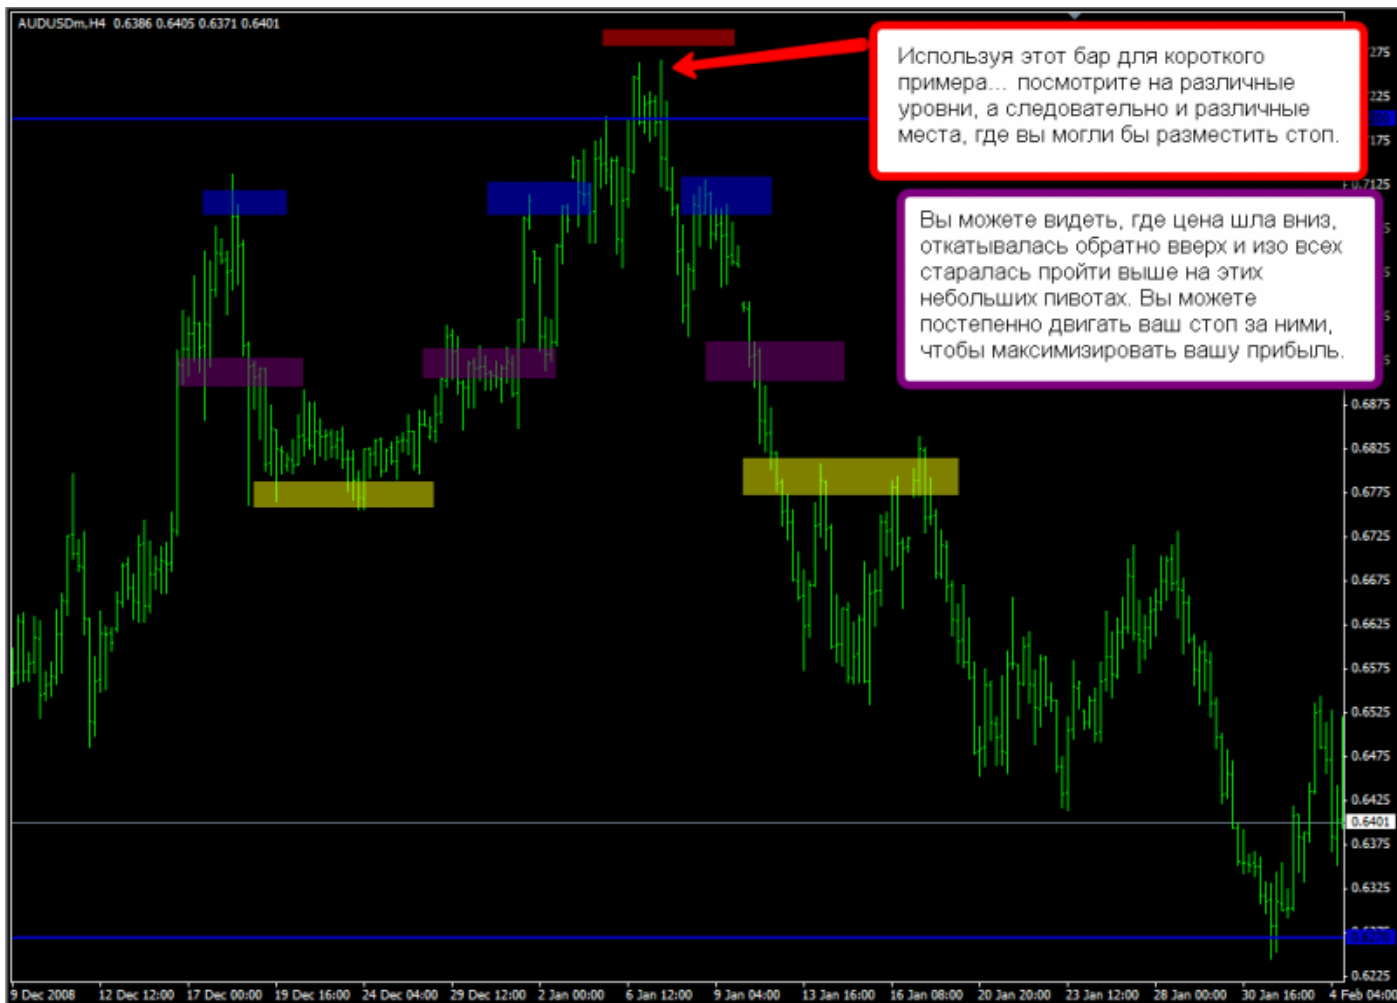 AUDUSDm,H4 0.6386 0.6405 0.6371 0.6401
Используя этот бар для короткого
примера... посмотрите на различные
уровни, а следовательно и различные
места, где вы могли бы разместить стоп.
0.7125
Вы можете видеть, где цена шла вниз,
откатывалась обратно вверх и изо всех
старалась пройти выше на этих
небольших пивотах. Вы можете
постепенно двигать ваш стоп за ними,
чтобы максимизировать вашу прибыль.
0.6875
0.6825
0.6775
0.6725
0.6675
0.6625
0.6575
0.6525
0.6475
0.6425
0.6401
0.6375
0.6325
0.6225
9 Dec 2008 12 Dec 12:00 17 Dec 00:00 19 Dec 16:00 24 Dec 04:00 29 Dec 12:00 2 Jan 00:00 6 Jan 12:00 9 Jan 04:00 13 Jan 16:00 16 Jan 08:00 20 Jan 20:00 23 Jan 12:00 28 Jan 00:00 30 Jan 16:00 4 Feb 04:00